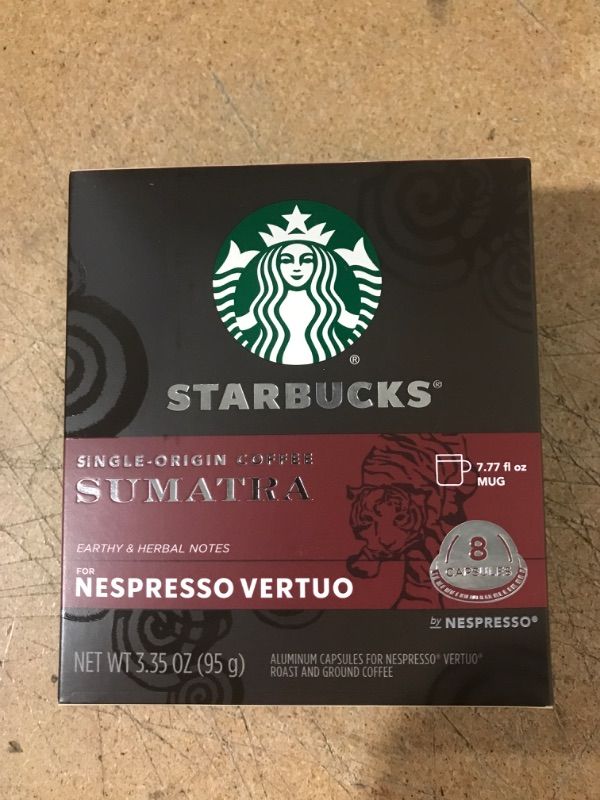 ®
STARBUCKS®
SINGLE-ORIGIN COFFEE
SUMATRA
7.77 fl oz
MUG
EARTHY & HERBAL NOTES
8
CAPSULES
FOR
NESPRESSO VERTUO
by NESPRESSO®
NET WT 3.35 OZ (95 g)
ALUMINUM CAPSULES FOR NESPRESSO® VERTUO®
ROAST AND GROUND COFFEE